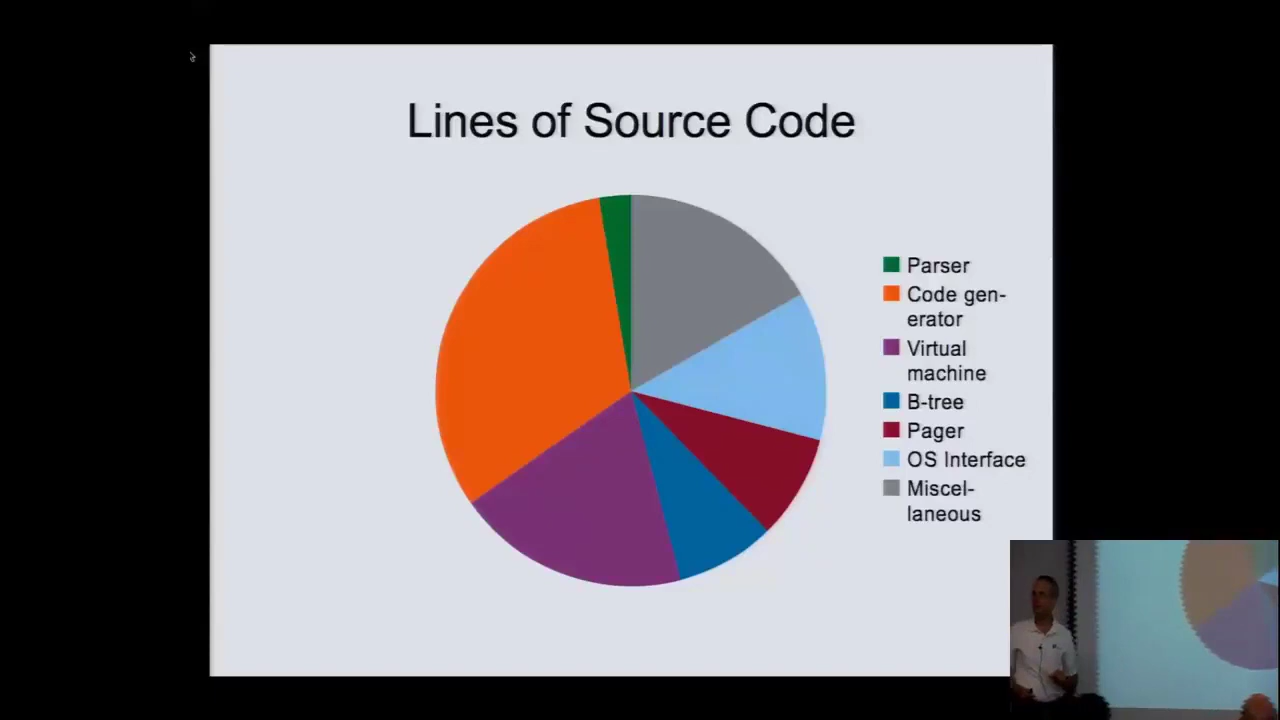 Lines of Source Code
Parser
Code gen-
erator
Virtual
machine
B-tree
Pager
OS Interface
Miscel-
laneous